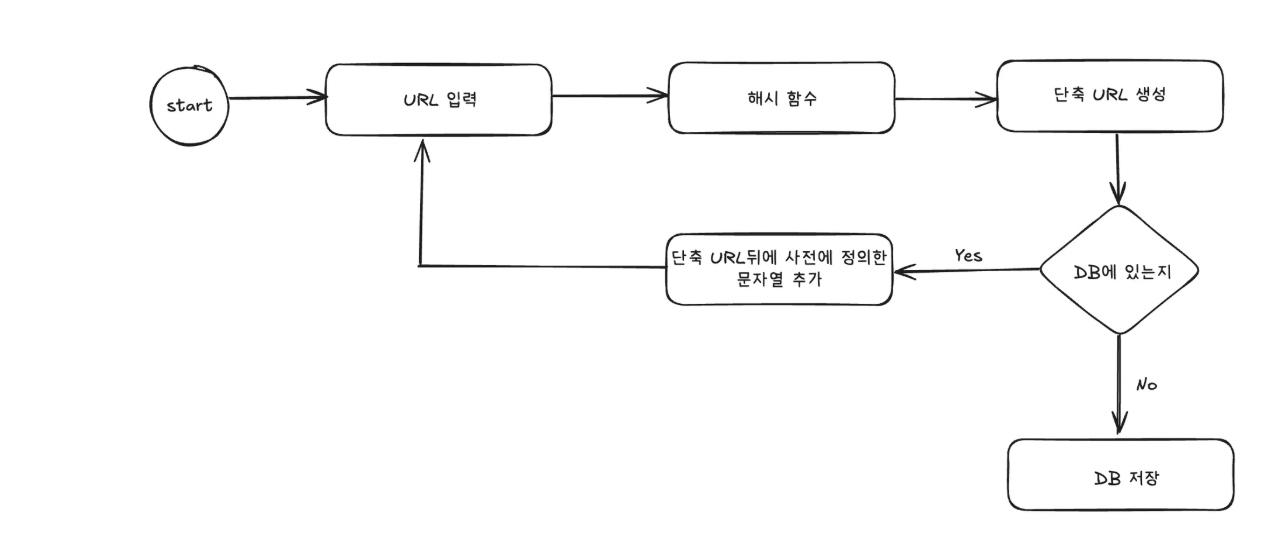 start
URL 입력
해시 함수
단축 URL 생성
단축 URL뒤에 사전에 정의한
문자열 추가
Yes
DB에 있는지
No
DB 저장